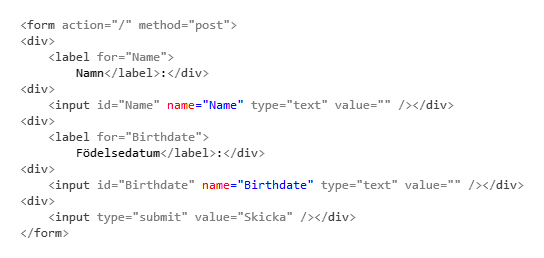 <form action="/" method="post">
<div>
<label for="Name">
Namn</label>:</div>
<div>
<input id="Name" name="Name" type="text" value="" /></div>
<div>
<label for="Birthdate">
Födelsedatum</label>:</div>
<div>
<input id="Birthdate" name="Birthdate" type="text" value="" /></div>
<div>
<input type="submit" value="Skicka" /></div>
</form>